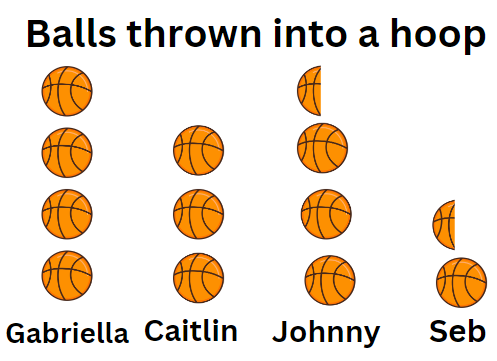 Balls thrown into a hoop
Gabriella Caitlin Johnny Seb